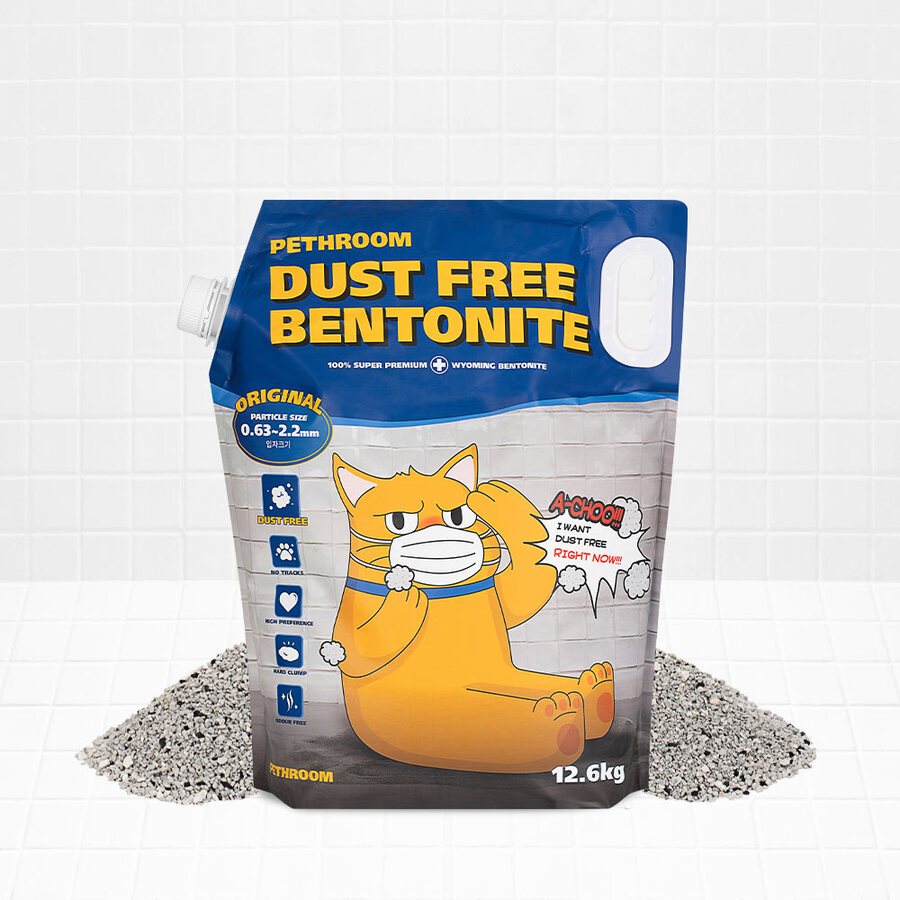 PETHROOM
DUST FREE
BENTONITE
100% SUPER PREMIUM WYOMING BENTONITE
ORIGINAL
PARTICLE SIZE
0.63~2.2mm
입자크기
DUST FREE
NO TRACKS
HIGH PREFERENCE
HARD CLUMP
ODOUR FREE
A-CHOO!!!
I WANT
DUST FREE
RIGHT NOW!!!
PETHROOM
12.6kg